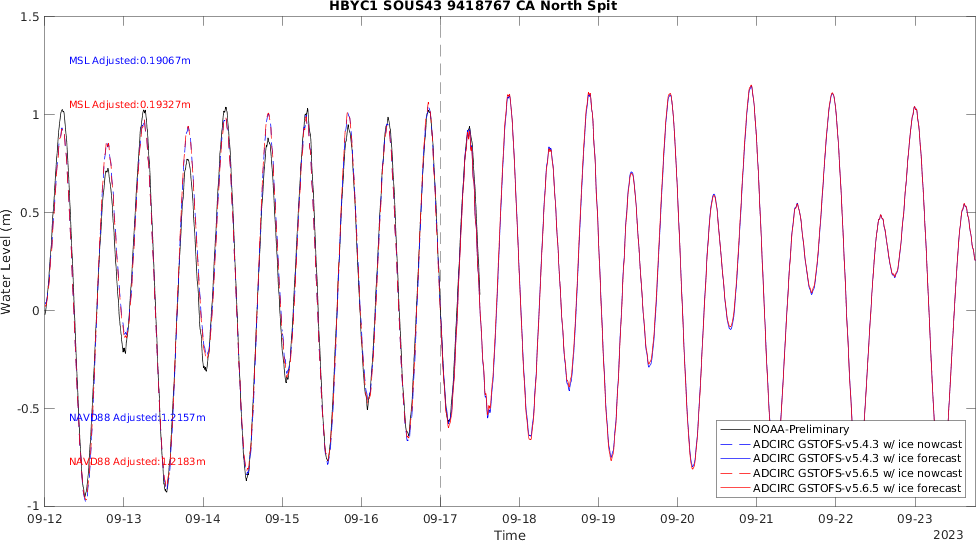 HBYC1 SOUS43 9418767 CA North Spit
1.5
1
0.5
0
-0.5
-1
Water Level (m)
MSL Adjusted:0.19067m
MSL Adjusted:0.19327m
NAVD88 Adjusted:1.2157m
NAVD88 Adjusted:1.2183m
NOAA-Preliminary
ADCIRC GSTOFS-v5.4.3 w/ ice nowcast
ADCIRC GSTOFS-v5.4.3 w/ ice forecast
ADCIRC GSTOFS-v5.6.5 w/ ice nowcast
ADCIRC GSTOFS-v5.6.5 w/ ice forecast
09-12 09-13 09-14 09-15 09-16 09-17 09-18 09-19 09-20 09-21 09-22 09-23
Time
2023